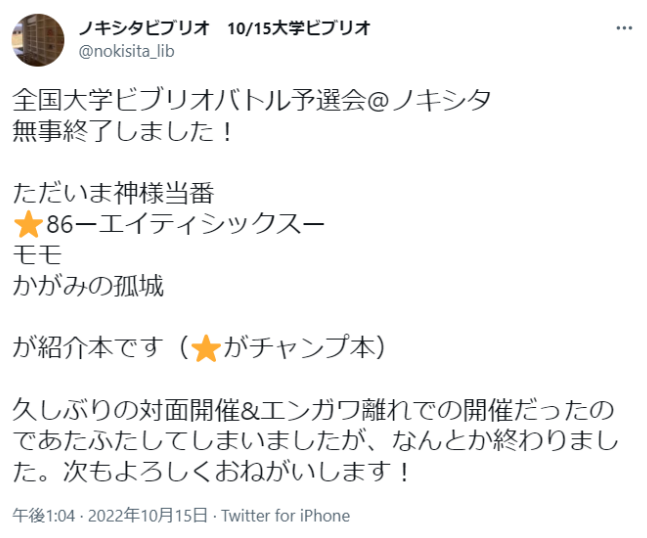 ノキシタビブリオ 10/15大学ビブリオ
@nokisita_lib
全国大学ビブリオバトル予選会@ノキシタ
無事終了しました！
ただいま神様当番
⭐86ーエイティシックスー
モモ
かがみの孤城
が紹介本です（⭐がチャンプ本）
久しぶりの対面開催&エンガワ離れでの開催だったの
であたふたしてしまいましたが、なんとか終わりまし
た。次もよろしくおねがいします！
午後1:04 · 2022年10月15日 · Twitter for iPhone